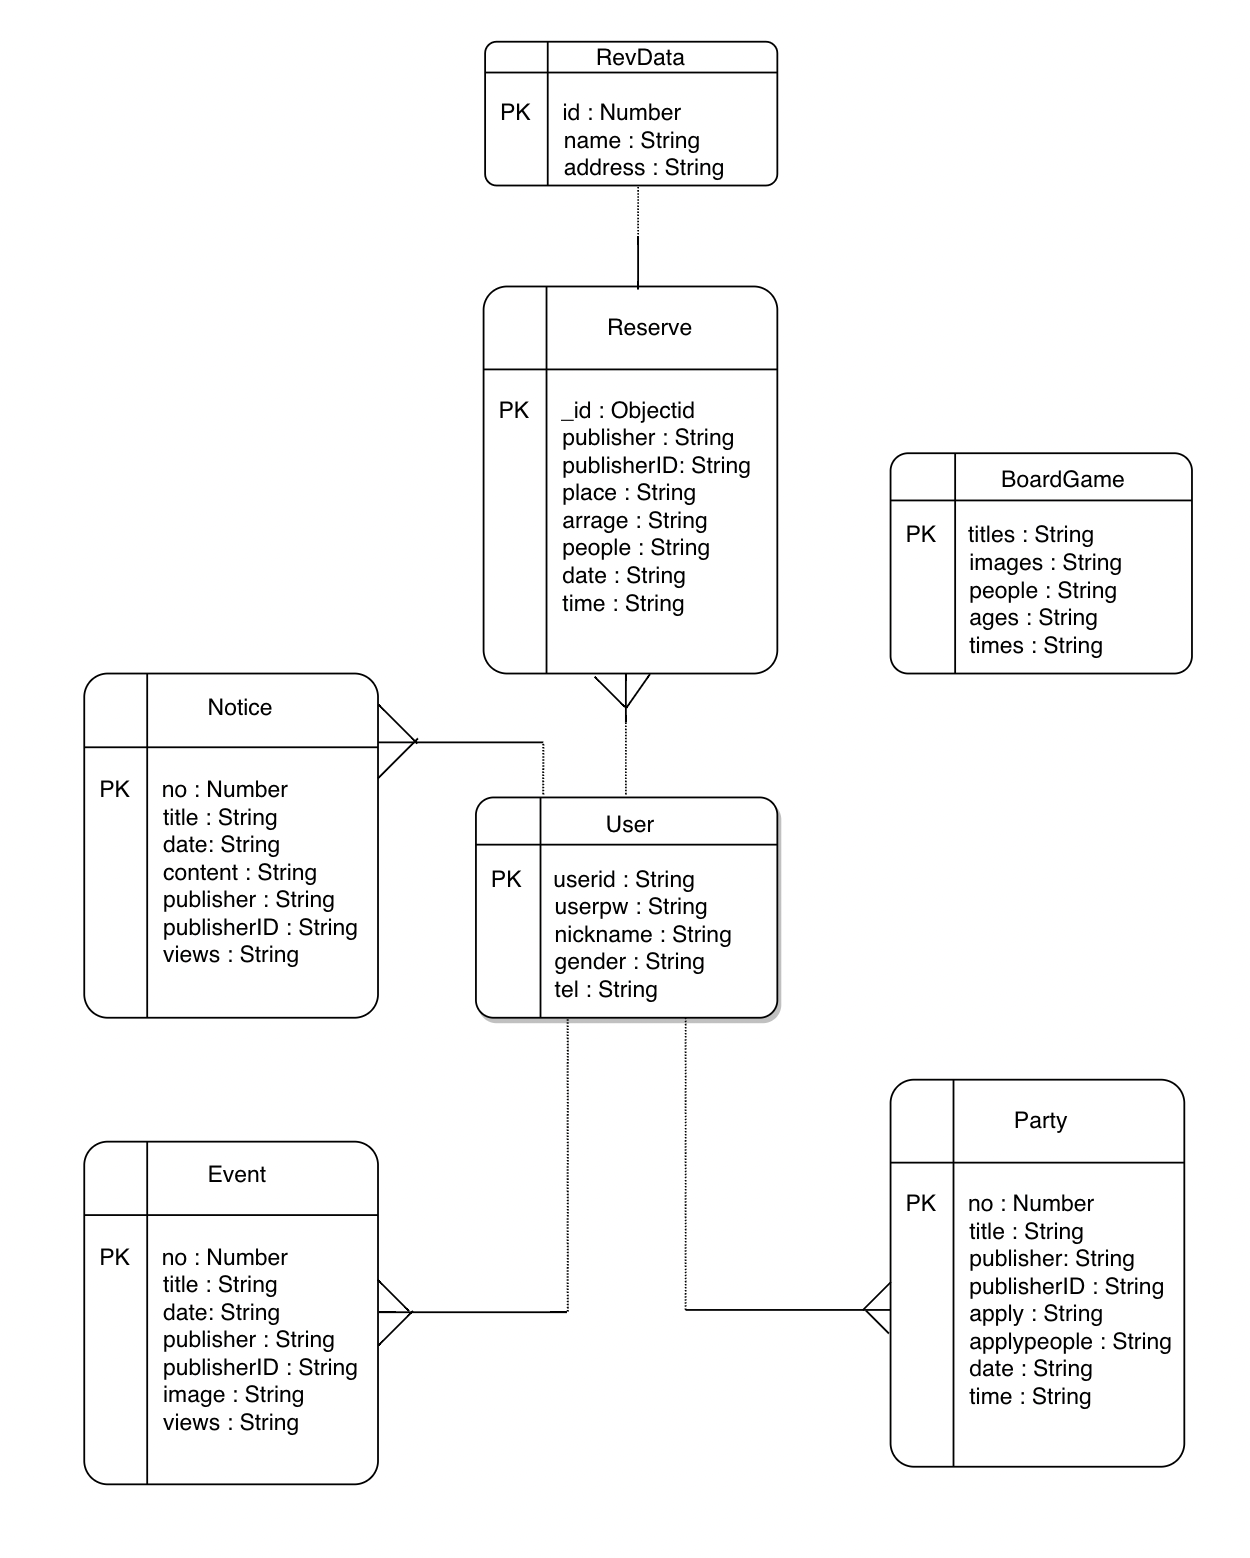 RevData
PK id : Number
name : String
address : String
Reserve
PK _id : Objectid
publisher : String
publisherID: String
place : String
arrage : String
people : String
date : String
time : String
BoardGame
PK titles : String
images : String
people : String
ages : String
times : String
Notice
PK no : Number
title : String
date: String
content : String
publisher : String
publisherID : String
views : String
User
PK userid : String
userpw : String
nickname : String
gender : String
tel : String
Event
PK no : Number
title : String
date: String
publisher : String
publisherID : String
image : String
views : String
Party
PK no : Number
title : String
publisher: String
publisherID : String
apply : String
applypeople : String
date : String
time : String